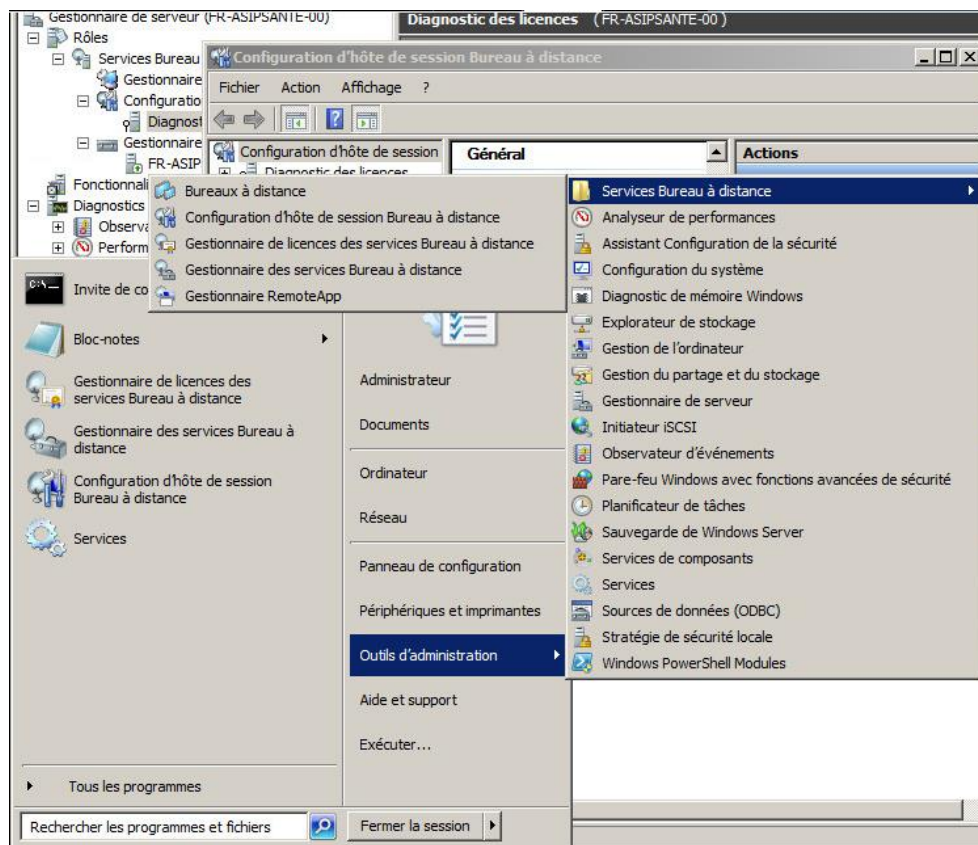 Gestionnaire de serveur (FR-ASIPSANTE-00)
Diagnostic des licences (FR-ASIPSANTE-00)
Rôles
Services Bureau
Gestionnaire
Configuratio
Diagnost
Gestionnaire
FR-ASIP
Fonctionnali
Diagnostics
Observa
Perform
Configuration d'hôte de session Bureau à distance
Fichier Action Affichage ?
Configuration d'hôte de session
Diagnostic des licences
Général
Actions
Bureaux à distance
Configuration d'hôte de session Bureau à distance
Gestionnaire de licences des services Bureau à distance
Gestionnaire des services Bureau à distance
Gestionnaire RemoteApp
Services Bureau à distance
Analyseur de performances
Assistant Configuration de la sécurité
Configuration du système
Diagnostic de mémoire Windows
Explorateur de stockage
Gestion de l'ordinateur
Gestion du partage et du stockage
Gestionnaire de serveur
Initiateur iSCSI
Observateur d'événements
Pare-feu Windows avec fonctions avancées de sécurité
Planificateur de tâches
Sauvegarde de Windows Server
Services de composants
Services
Sources de données (ODBC)
Stratégie de sécurité locale
Windows PowerShell Modules
C:\
Invite de co
Bloc-notes
Gestionnaire de licences des
services Bureau à distance
Gestionnaire des services Bureau à
distance
Configuration d'hôte de session
Bureau à distance
Services
Administrateur
Documents
Ordinateur
Réseau
Panneau de configuration
Périphériques et imprimantes
Outils d'administration
Aide et support
Exécuter...
Tous les programmes
Rechercher les programmes et fichiers
Fermer la session